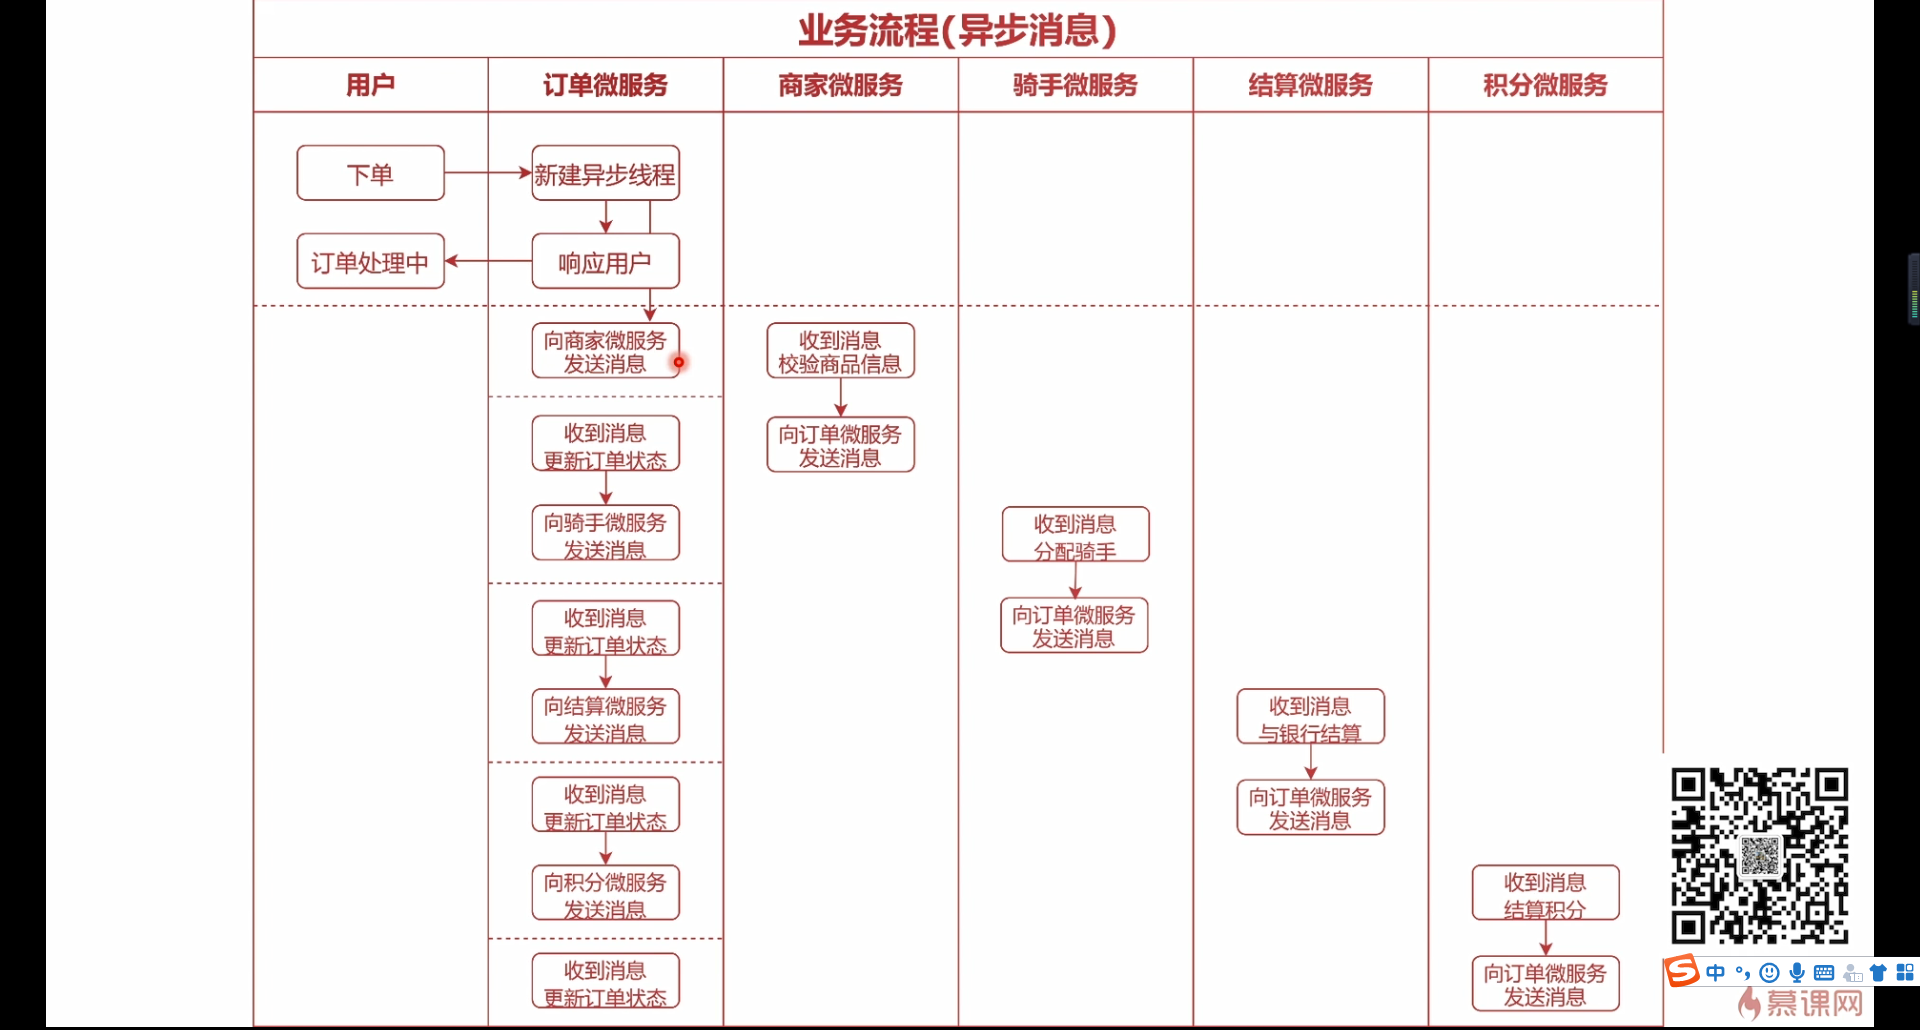 业务流程(异步消息)
用户
订单微服务
商家微服务
骑手微服务
结算微服务
积分微服务
下单
新建异步线程
订单处理中
响应用户
向商家微服务
发送消息
收到消息
校验商品信息
收到消息
更新订单状态
向订单微服务
发送消息
向骑手微服务
发送消息
收到消息
分配骑手
收到消息
更新订单状态
向订单微服务
发送消息
向结算微服务
发送消息
收到消息
与银行结算
收到消息
更新订单状态
向订单微服务
发送消息
向积分微服务
发送消息
收到消息
结算积分
收到消息
更新订单状态
向订单微服务
发送消息
S中
慕课网